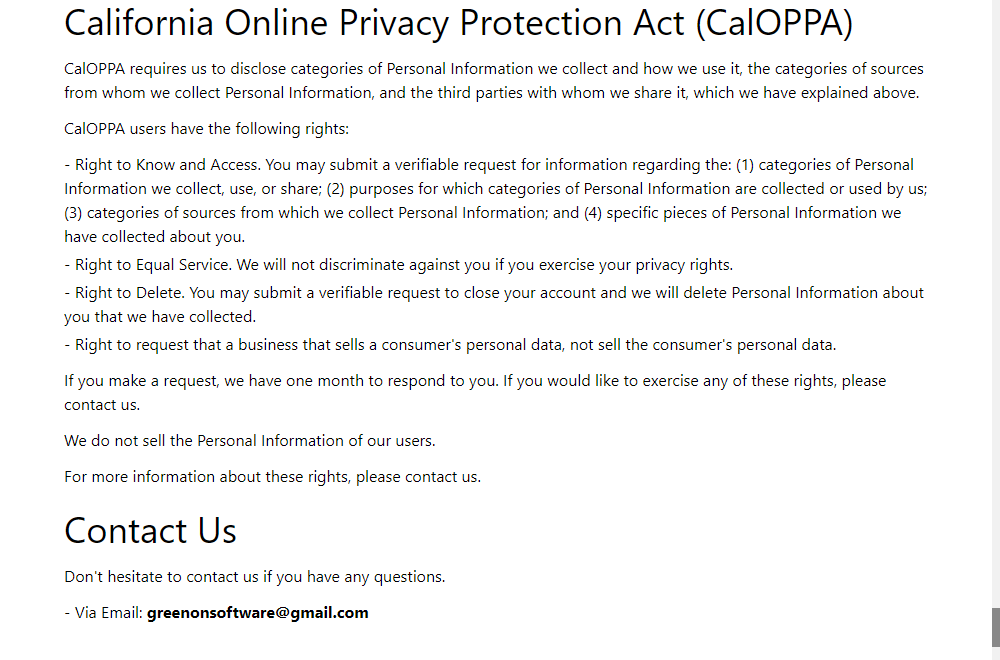 California Online Privacy Protection Act (CalOPPA)
CalOPPA requires us to disclose categories of Personal Information we collect and how we use it, the categories of sources
from whom we collect Personal Information, and the third parties with whom we share it, which we have explained above.
CalOPPA users have the following rights:
- Right to Know and Access. You may submit a verifiable request for information regarding the: (1) categories of Personal
Information we collect, use, or share; (2) purposes for which categories of Personal Information are collected or used by us;
(3) categories of sources from which we collect Personal Information; and (4) specific pieces of Personal Information we
have collected about you.
- Right to Equal Service. We will not discriminate against you if you exercise your privacy rights.
- Right to Delete. You may submit a verifiable request to close your account and we will delete Personal Information about
you that we have collected.
- Right to request that a business that sells a consumer's personal data, not sell the consumer's personal data.
If you make a request, we have one month to respond to you. If you would like to exercise any of these rights, please
contact us.
We do not sell the Personal Information of our users.
For more information about these rights, please contact us.
Contact Us
Don't hesitate to contact us if you have any questions.
- Via Email: greenonsoftware@gmail.com